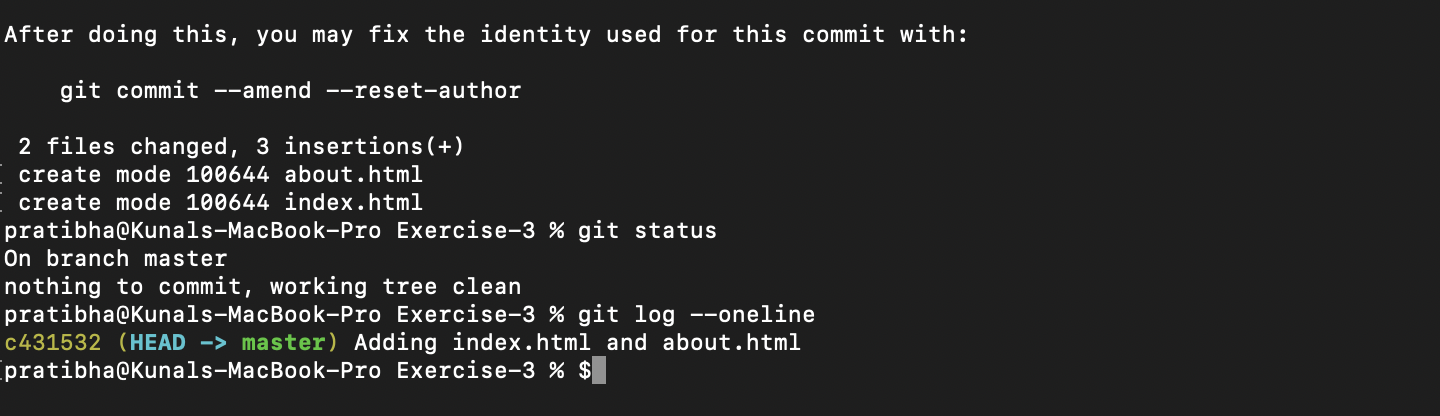 After doing this, you may fix the identity used for this commit with:
git commit --amend --reset-author
2 files changed, 3 insertions(+)
create mode 100644 about.html
create mode 100644 index.html
pratibha@Kunals-MacBook-Pro Exercise-3 % git status
On branch master
nothing to commit, working tree clean
pratibha@Kunals-MacBook-Pro Exercise-3 % git log --oneline
c431532 (HEAD -> master) Adding index.html and about.html
pratibha@Kunals-MacBook-Pro Exercise-3 % $